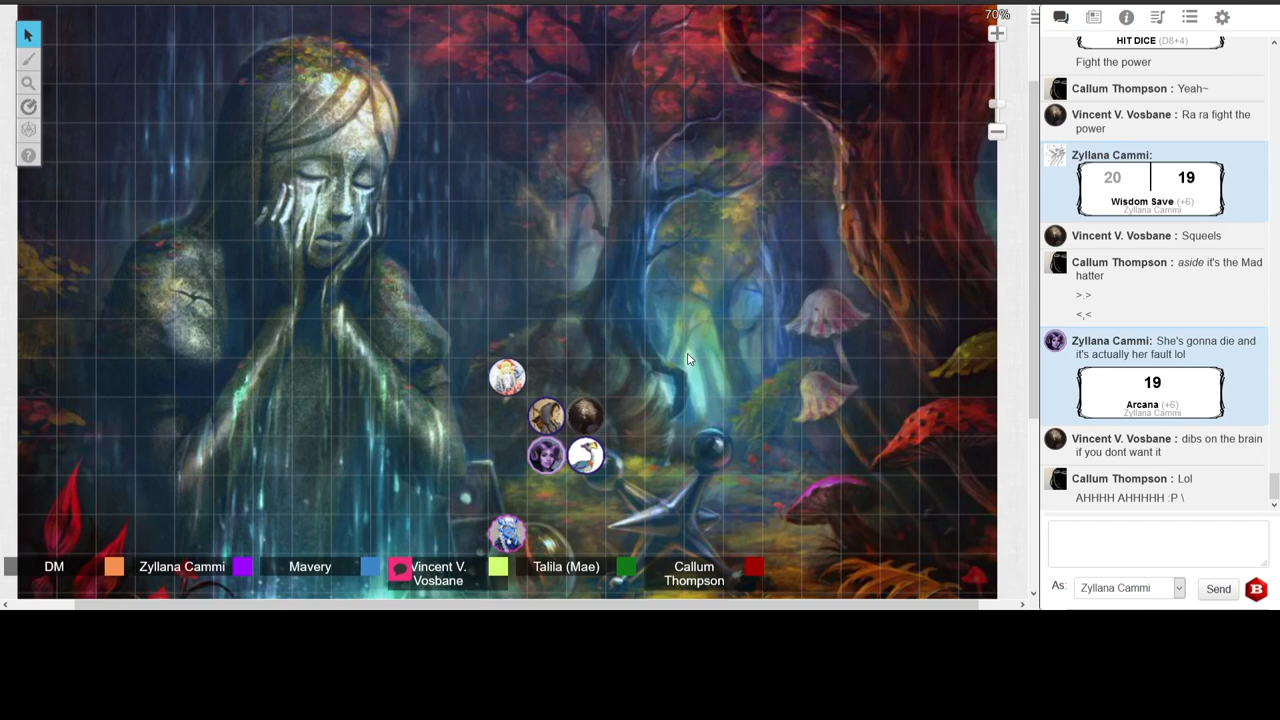 70%
HIT DICE (D8+4)
Fight the power
Callum Thompson : Yeah~
Vincent V. Vosbane : Ra ra fight the
power
Zyllana Cammi:
20 19
Wisdom Save (+6)
Zyllana Cammi
Vincent V. Vosbane : Squeels
Callum Thompson : aside it's the Mad
hatter
>.>
<,<
Zyllana Cammi: She's gonna die and
it's actually her fault lol
19
Arcana (+6)
Zyllana Cammi
Vincent V. Vosbane : dibs on the brain
if you dont want it
Callum Thompson : Lol
AHHHH AHHHHH :P \
As: Zyllana Cammi Send
DM
Zyllana Cammi
Mavery
Vincent V.
Vosbane
Talila (Mae)
Callum
Thompson